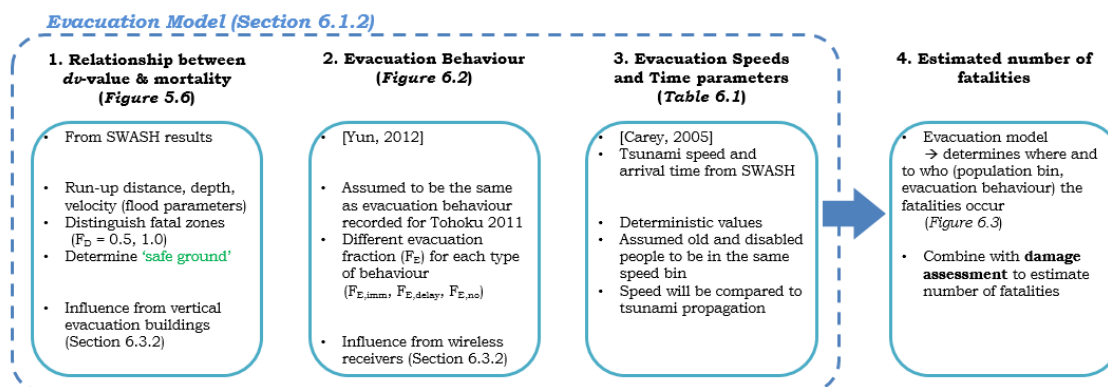 Evacuation Model (Section 6.1.2)
1. Relationship between
dv-value & mortality
(Figure 5.6)
• From SWASH results
• Run-up distance, depth,
velocity (flood parameters)
• Distinguish fatal zones
(F_D = 0.5, 1.0)
• Determine ‘safe ground’
• Influence from vertical
evacuation buildings
(Section 6.3.2)
2. Evacuation Behaviour
(Figure 6.2)
• [Yun, 2012]
• Assumed to be the same
as evacuation behaviour
recorded for Tohoku 2011
• Different evacuation
fraction (F_E) for each type
of behaviour
(F_E,imm, F_E,delay, F_E,no)
• Influence from wireless
receivers (Section 6.3.2)
3. Evacuation Speeds
and Time parameters
(Table 6.1)
• [Carey, 2005]
• Tsunami speed and
arrival time from SWASH
• Deterministic values
• Assumed old and disabled
people to be in the same
speed bin
• Speed will be compared to
tsunami propagation
4. Estimated number of
fatalities
• Evacuation model
→ determines where and
to who (population bin,
evacuation behaviour) the
fatalities occur
(Figure 6.3)
• Combine with damage
assessment to estimate
number of fatalities